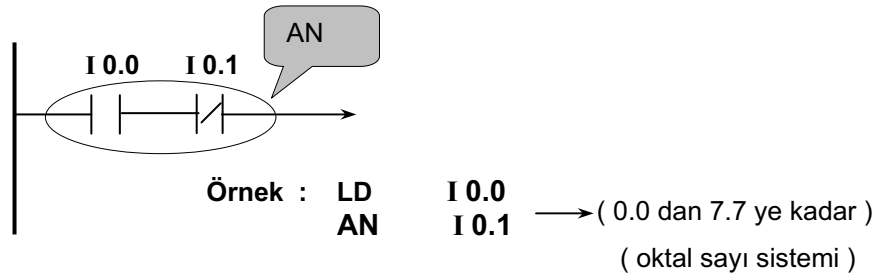 AN
I 0.0 I 0.1
Örnek : LD I 0.0
AN I 0.1 ( 0.0 dan 7.7 ye kadar )
( oktal sayı sistemi )